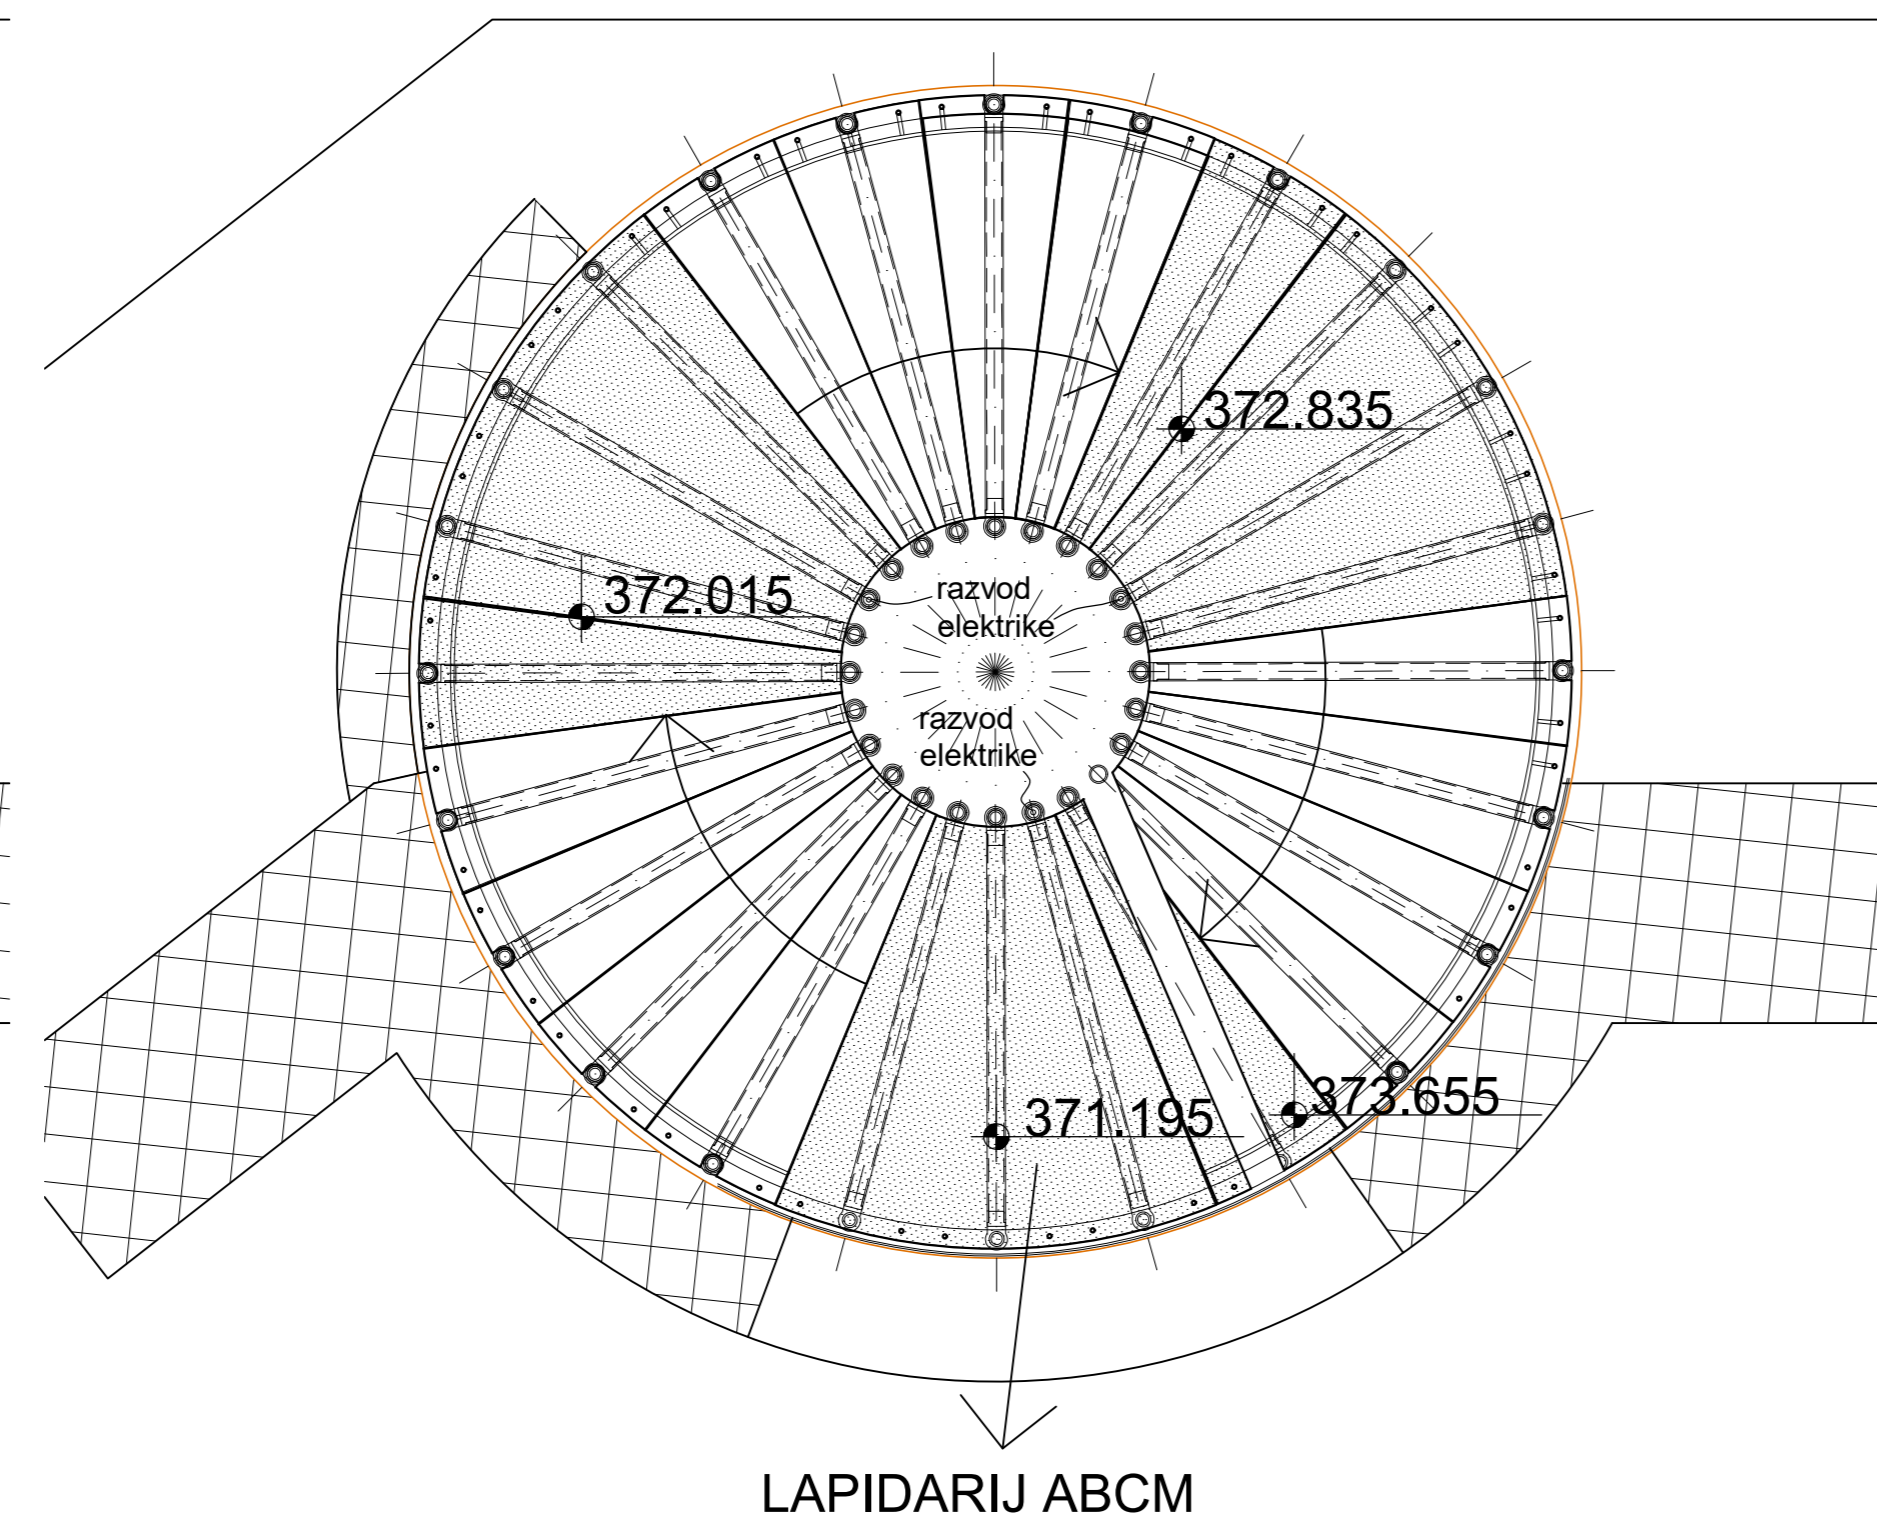 372.835
razvod
elektrike
372.015
razvod
elektrike
373.655
371.195
LAPIDARIJ ABCM